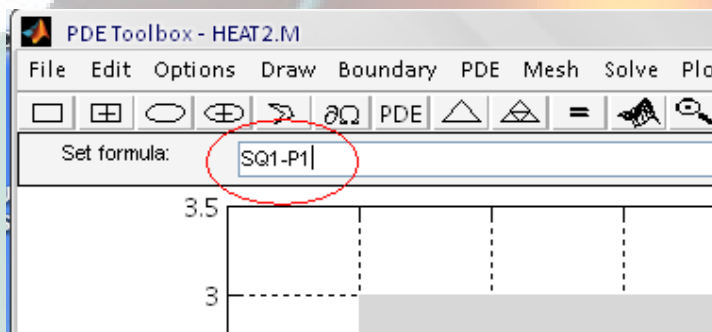 PDE Toolbox - HEAT2.M
File Edit Options Draw Boundary PDE Mesh Solve Plo
∂Ω PDE =
Set formula: SQ1-P1
3.5
3